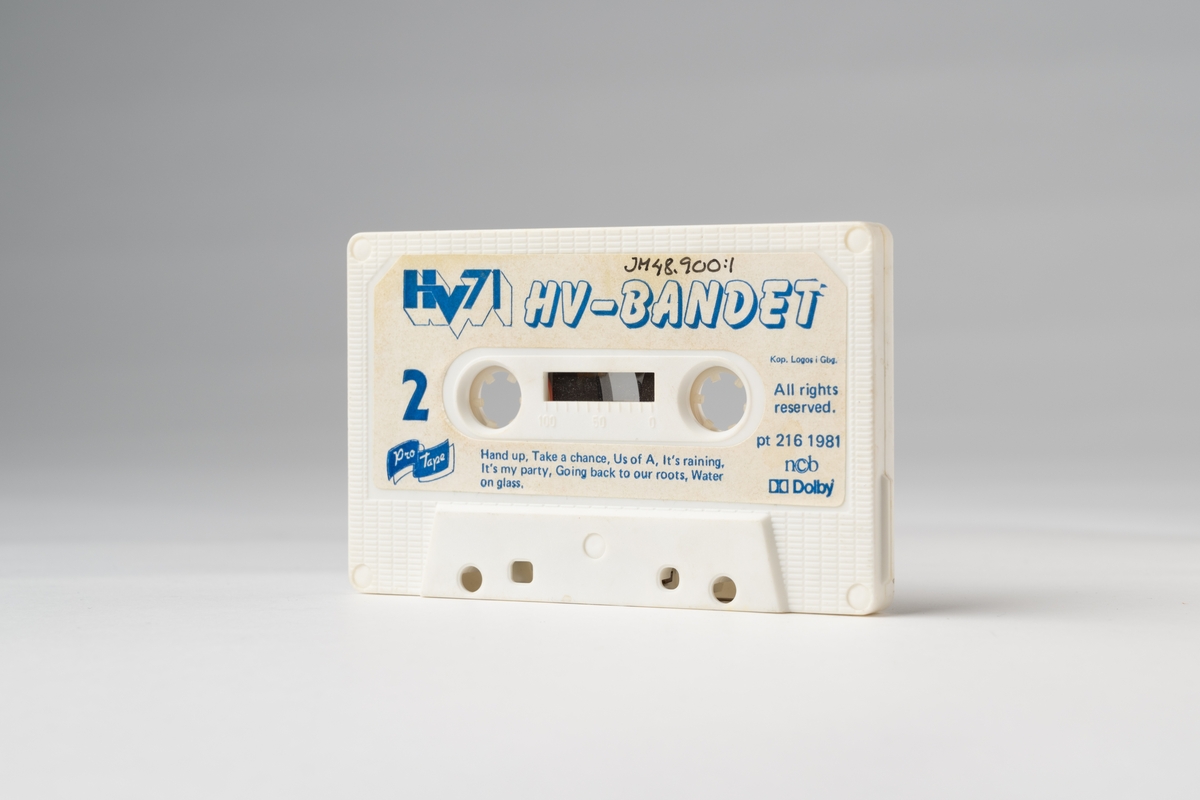 JM48.900:1
HV71 HV-BANDET
Kop. Logos i Gbg.
2
All rights
reserved.
100 50 0
pt 216 1981
Pro Tape
Hand up, Take a chance, Us of A, It's raining,
It's my party, Going back to our roots, Water
on glass.
ncb
Dolby